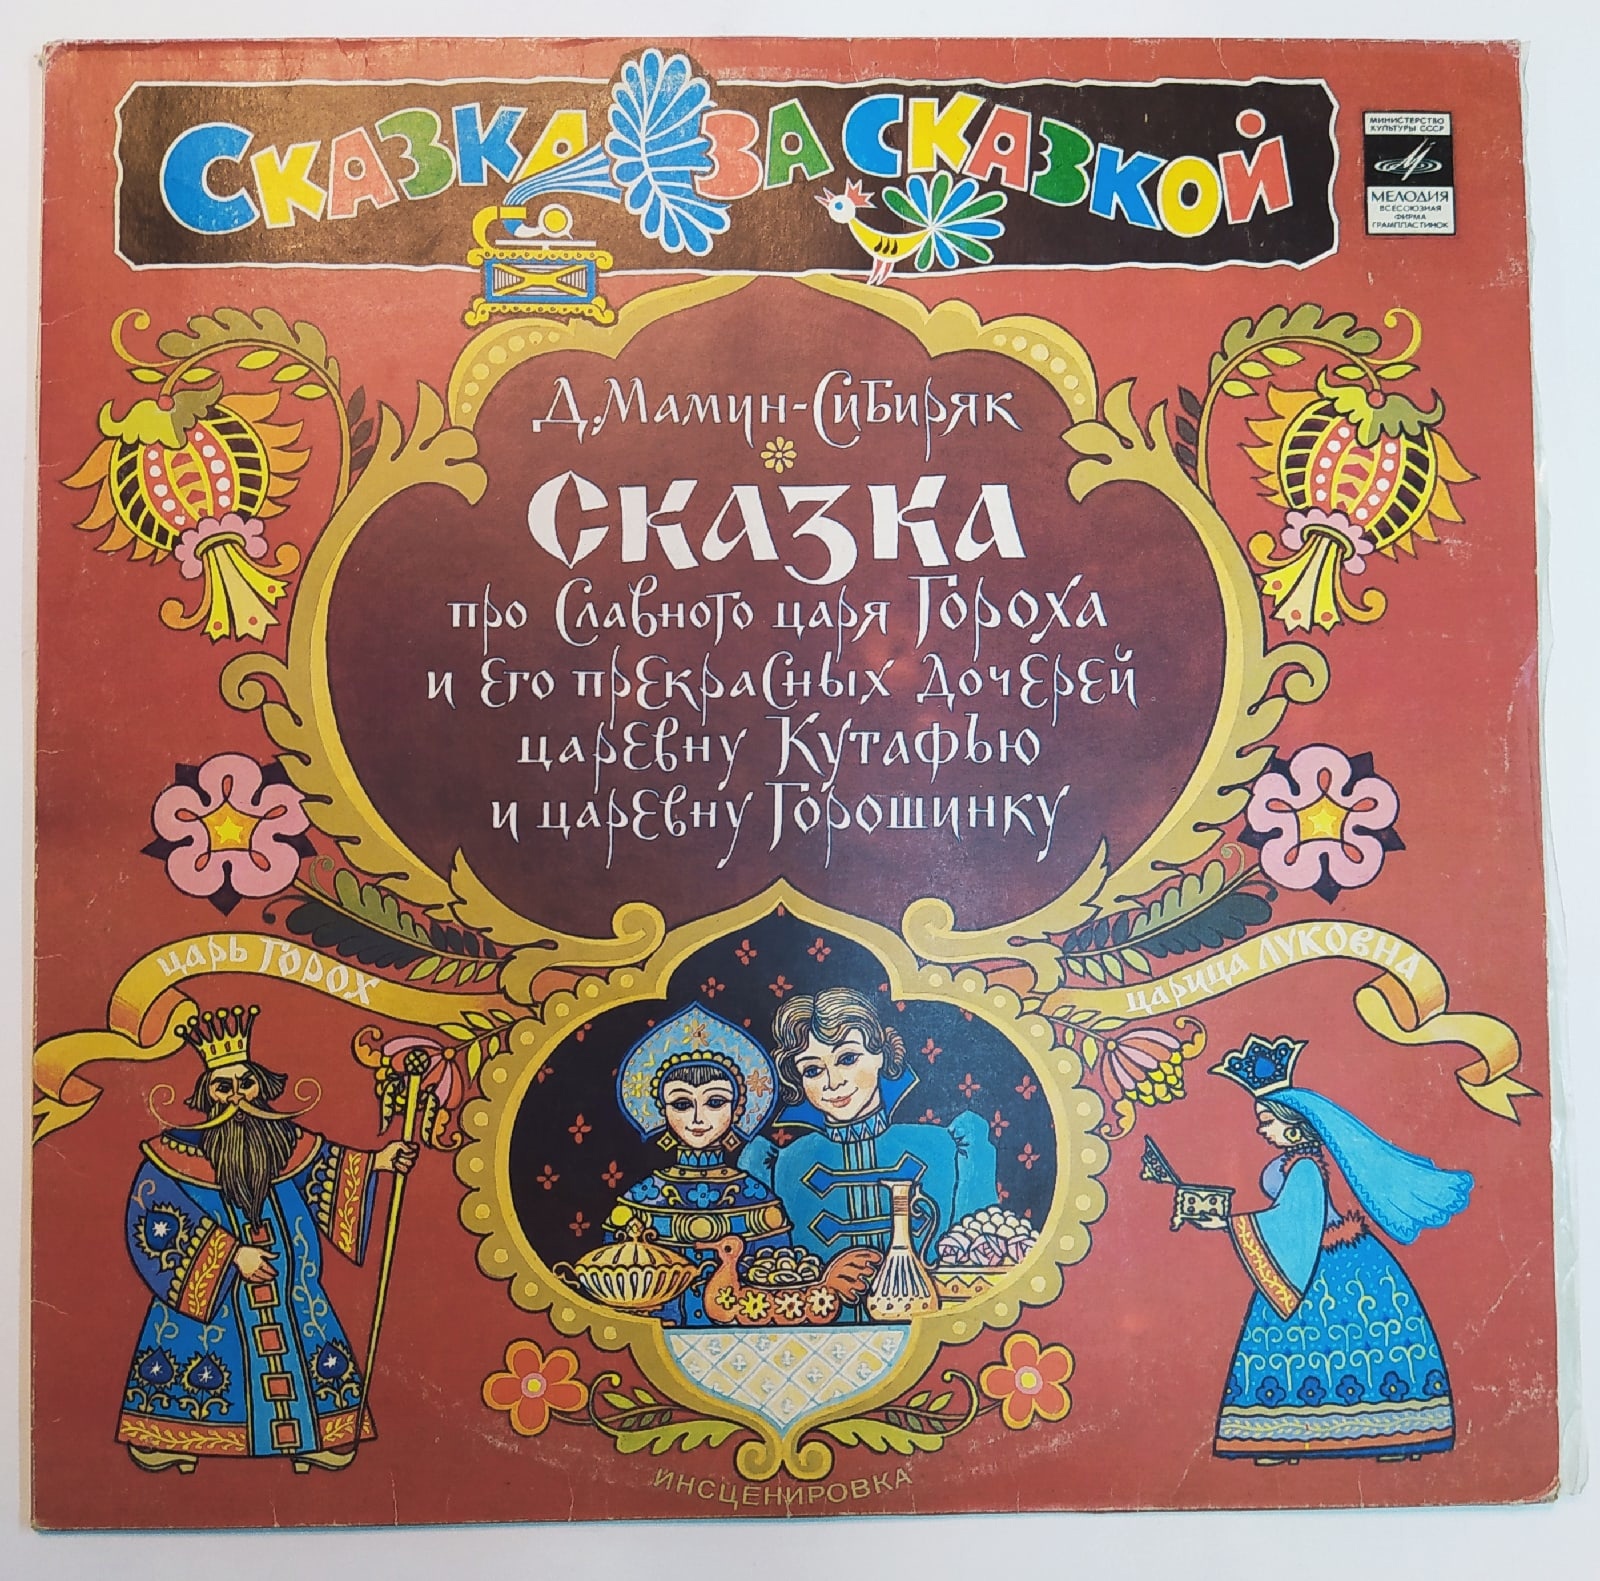 Сказка за сказкой
МИНИСТЕРСТВО
КУЛЬТУРЫ СССР
МЕЛОДИЯ
ВСЕСОЮЗНАЯ
ФИРМА
ГРАМПЛАСТИНОК
Д. Мамин-Сибиряк
Сказка
про Славного царя Гороха
и его прекрасных дочерей
царевну Кутафью
и царевну Горошинку
царь Горох
царица Луковна
ИНСЦЕНИРОВКА